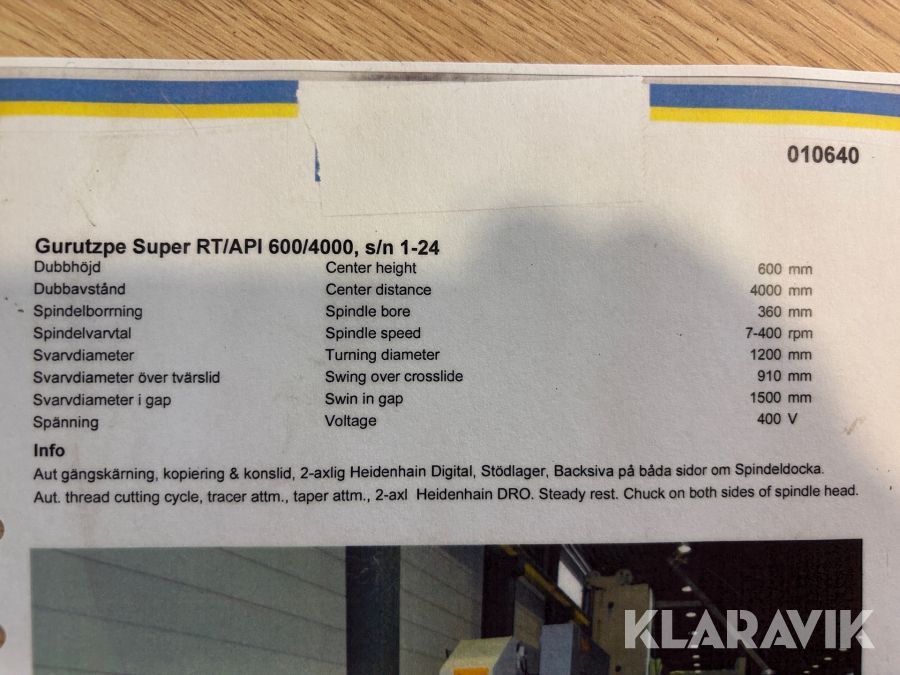 010640
Gurutzpe Super RT/API 600/4000, s/n 1-24
Dubbhöjd Center height 600 mm
Dubbavstånd Center distance 4000 mm
Spindelborrning Spindle bore 360 mm
Spindelvarvtal Spindle speed 7-400 rpm
Svarvdiameter Turning diameter 1200 mm
Svarvdiameter över tvärslid Swing over crosslide 910 mm
Svarvdiameter i gap Swin in gap 1500 mm
Spänning Voltage 400 V
Info
Aut gängskärning, kopiering & konslid, 2-axlig Heidenhain Digital, Stödlager, Backsiva på båda sidor om Spindeldocka.
Aut. thread cutting cycle, tracer attm., taper attm., 2-axl Heidenhain DRO. Steady rest. Chuck on both sides of spindle head.
KLARAVIK